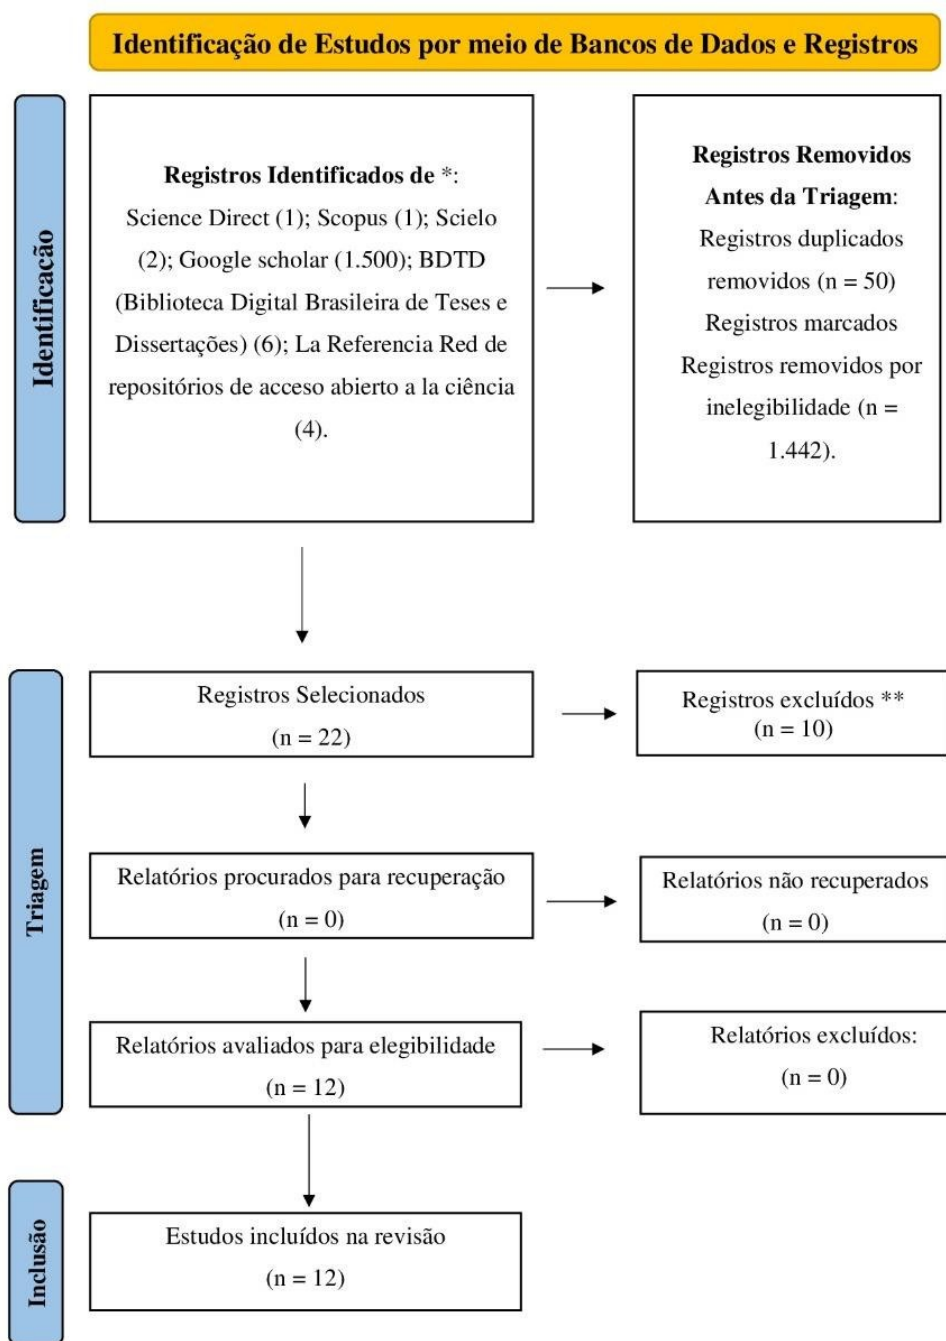 Identificação de Estudos por meio de Bancos de Dados e Registros
Identificação
Registros Identificados de *:
Science Direct (1); Scopus (1); Scielo
(2); Google scholar (1.500); BDTD
(Biblioteca Digital Brasileira de Teses e
Dissertações) (6); La Referencia Red de
repositórios de acceso abierto a la ciência
(4).
Registros Removidos
Antes da Triagem:
Registros duplicados
removidos (n = 50)
Registros marcados
Registros removidos por
inelegibilidade (n =
1.442).
Triagem
Registros Selecionados
(n = 22)
Registros excluídos **
(n = 10)
Relatórios procurados para recuperação
(n = 0)
Relatórios não recuperados
(n = 0)
Relatórios avaliados para elegibilidade
(n = 12)
Relatórios excluídos:
(n = 0)
Inclusão
Estudos incluídos na revisão
(n = 12)